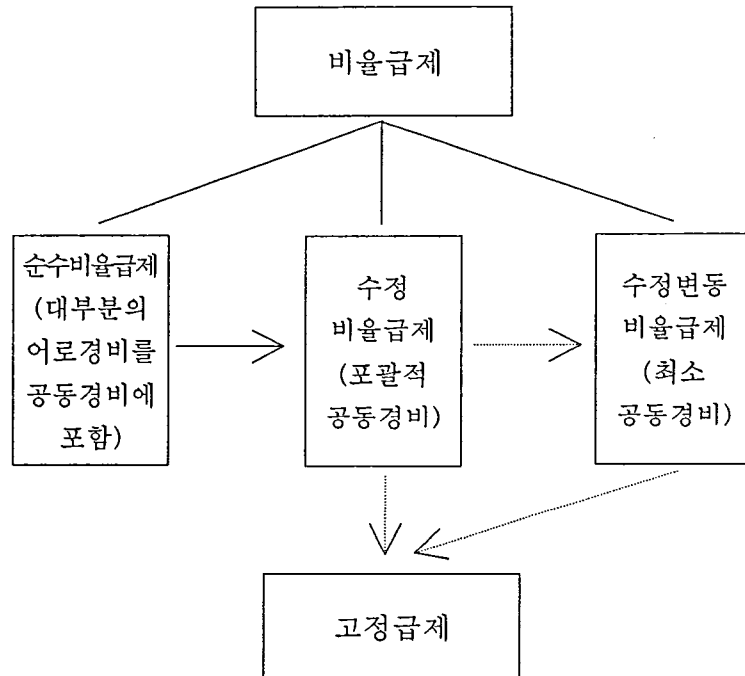 비율급제
순수비율급제
(대부분의
어로경비를
공동경비에
포함)
수정
비율급제
(포괄적
공동경비)
수정변동
비율급제
(최소
공동경비)
고정급제